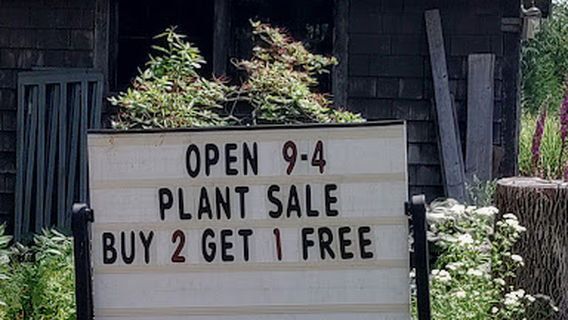 OPEN 9-4
PLANT SALE
BUY 2 GET 1 FREE